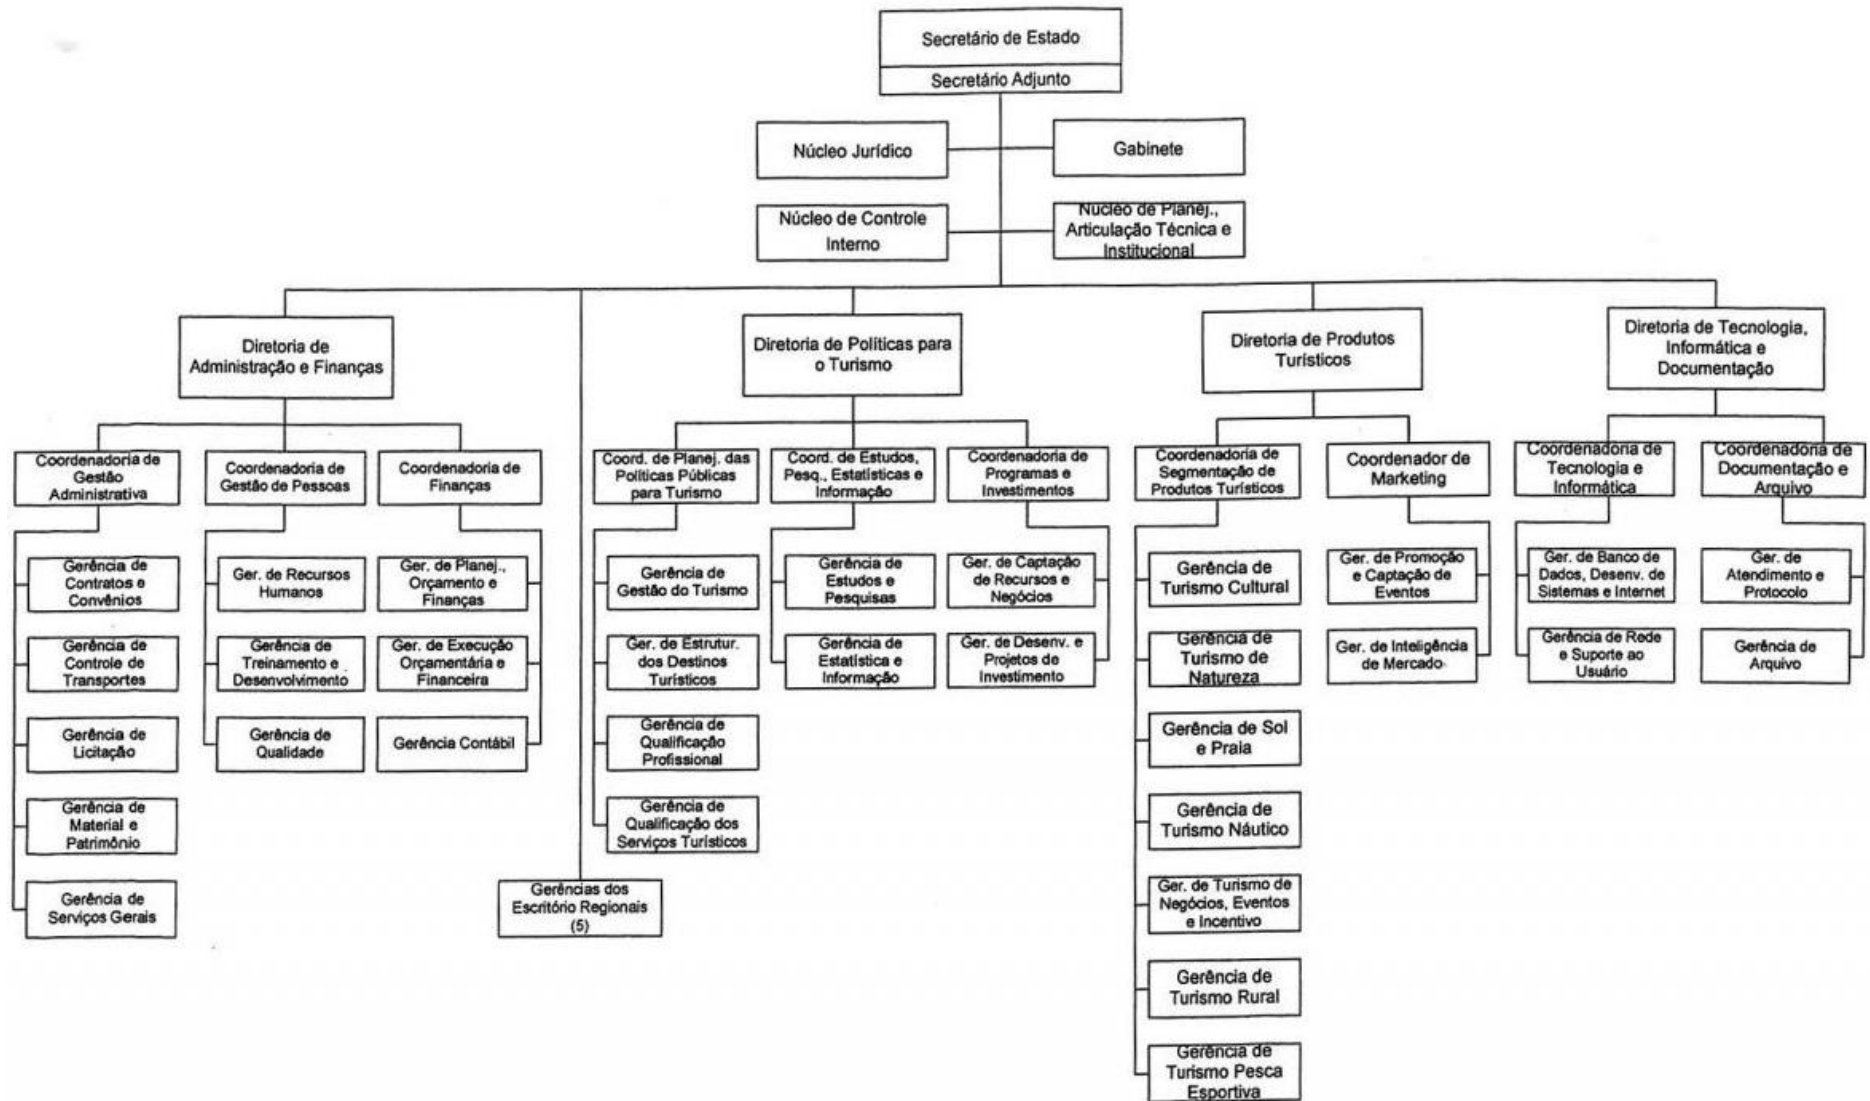 Secretário de Estado
Secretário Adjunto
Núcleo Jurídico
Gabinete
Núcleo de Controle
Interno
Núcleo de Planej.,
Articulação Técnica e
Institucional
Diretoria de
Administração e Finanças
Diretoria de Políticas para
o Turismo
Diretoria de Produtos
Turísticos
Diretoria de Tecnologia,
Informática e
Documentação
Coordenadoria de
Gestão
Administrativa
Coordenadoria de
Gestão de Pessoas
Coordenadoria de
Finanças
Coord. de Planej. das
Políticas Públicas
para Turismo
Coord. de Estudos,
Pesq., Estatísticas e
Informação
Coordenadoria de
Programas e
Investimentos
Coordenadoria de
Segmentação de
Produtos Turísticos
Coordenador de
Marketing
Coordenadoria de
Tecnologia e
Informática
Coordenadoria de
Documentação e
Arquivo
Gerência de
Contratos e
Convênios
Ger. de Recursos
Humanos
Ger. de Planej.,
Orçamento e
Finanças
Gerência de
Gestão do Turismo
Gerência de
Estudos e
Pesquisas
Ger. de Captação
de Recursos e
Negócios
Gerência de
Turismo Cultural
Ger. de Promoção
e Captação de
Eventos
Ger. de Banco de
Dados, Desenv. de
Sistemas e Internet
Ger. de
Atendimento e
Protocolo
Gerência de
Controle de
Transportes
Gerência de
Treinamento e
Desenvolvimento
Ger. de Execução
Orçamentária e
Financeira
Ger. de Estrutur.
dos Destinos
Turísticos
Gerência de
Estatística e
Informação
Ger. de Desenv. e
Projetos de
Investimento
Gerência de
Turismo de
Natureza
Ger. de Inteligência
de Mercado
Gerência de Rede
e Suporte ao
Usuário
Gerência de
Arquivo
Gerência de
Licitação
Gerência de
Qualidade
Gerência Contábil
Gerência de
Qualificação
Profissional
Gerência de Sol
e Praia
Gerência de
Material e
Patrimônio
Gerência de
Qualificação dos
Serviços Turísticos
Gerência de
Turismo Náutico
Gerência de
Serviços Gerais
Gerências dos
Escritório Regionais
(5)
Ger. de Turismo de
Negócios, Eventos
e Incentivo
Gerência de
Turismo Rural
Gerência de
Turismo Pesca
Esportiva